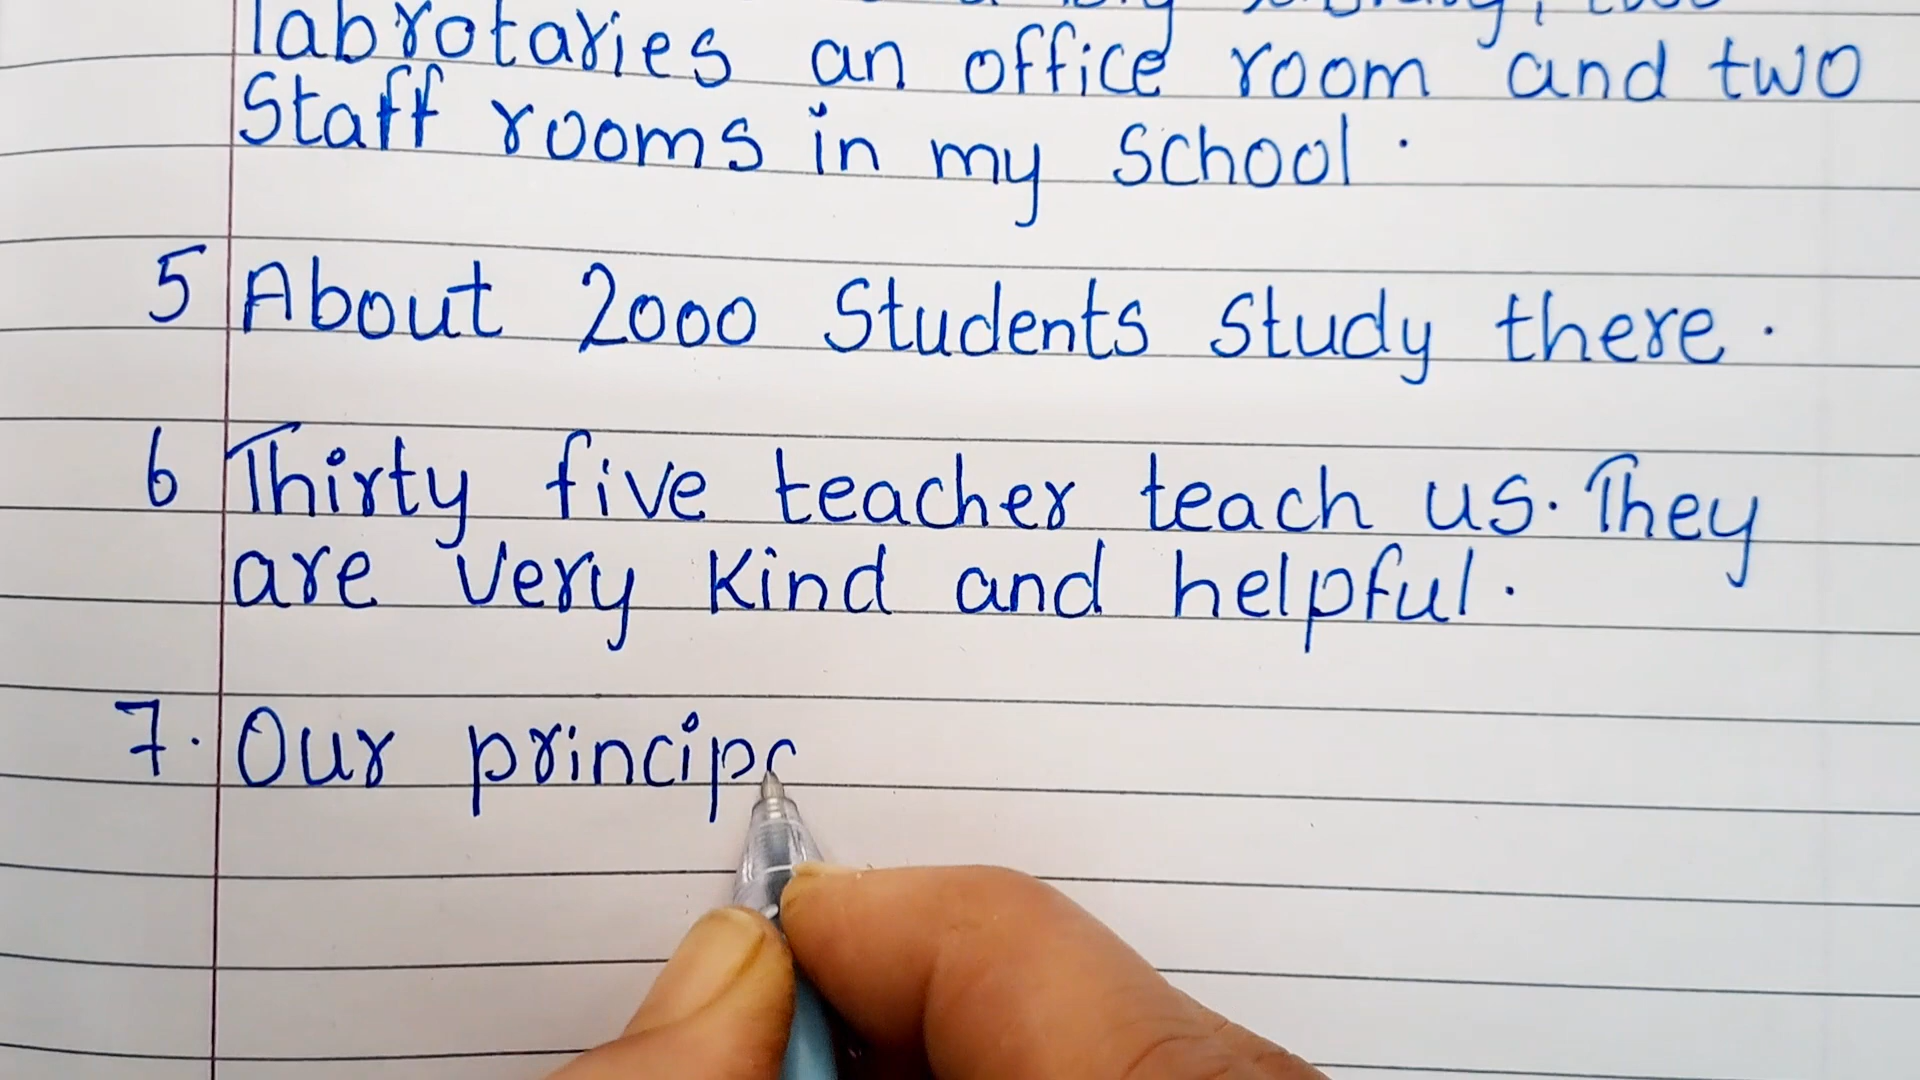 labrotaries an office room and two
Staff rooms in my School.
5 About 2000 Students Study there.
6 Thirty five teacher teach us. They
are very Kind and helpful.
7. Our principa